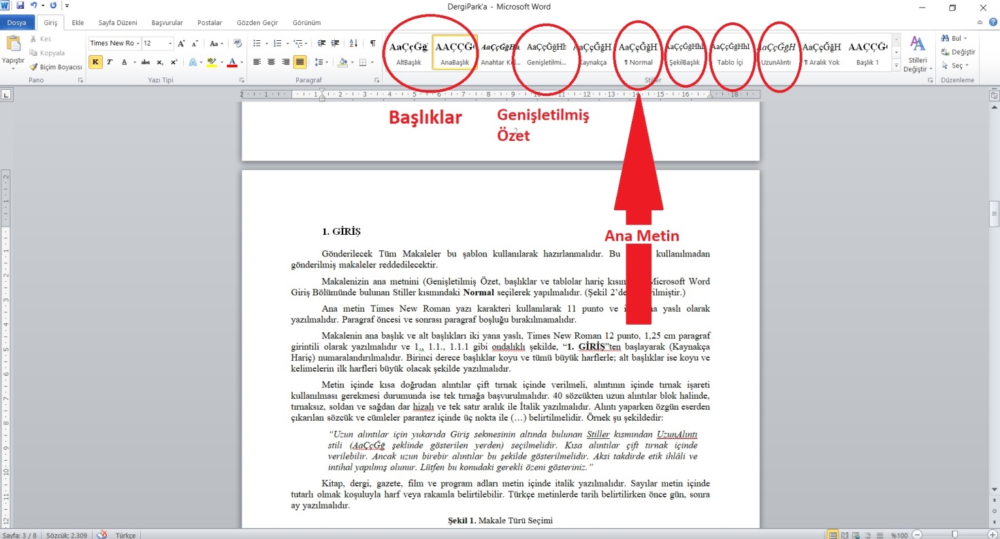 DergiPark'a - Microsoft Word
Dosya Giriş Ekle Sayfa Düzeni Başvurular Postalar Gözden Geçir Görünüm
Yapıştır
Kes
Kopyala
Biçim Boyacısı
Pano
Times New Ro 12
K T A abc x₂ x²
Yazı Tipi
Paragraf
AaÇçĞğ AAÇÇĞ AaÇçĞğHh AaÇçĞğHh AaÇçĞğH AaÇçĞğH AaÇçĞğHhI AaÇçĞğHhI AaÇçĞğH AaÇçĞğH AAÇÇĞ
AltBaşlık AnaBaşlık Anahtar Kel... Genişletilmi... Kaynakça ¶ Normal ŞekilBaşlık Tablo İçi UzunAlıntı ¶ Aralık Yok Başlık 1
Stiller
Stilleri
Değiştir
Bul
Değiştir
Seç
Düzenleme
Başlıklar
Genişletilmiş
Özet
2
Ana Metin
1. GİRİŞ
Gönderilecek Tüm Makaleler bu şablon kullanılarak hazırlanmalıdır. Bu kullanılmadan
gönderilmiş makaleler reddedilecektir.
Makalenizin ana metnini (Genişletilmiş Özet, başlıklar ve tablolar hariç Microsoft Word
Giriş Bölümünde bulunan Stiller kısmındaki Normal seçilerek yapılmalıdır. (Şekil 2’de
Ana metin Times New Roman yazı karakteri kullanılarak 11 punto ve yaslı olarak
yazılmalıdır. Paragraf öncesi ve sonrası paragraf boşluğu bırakılmamalıdır.
Makalenin ana başlık ve alt başlıkları iki yana yaslı, Times New Roman 12 punto, 1,25 cm paragraf
girintili olarak yazılmalıdır ve 1., 1.1., 1.1.1 gibi ondalıklı şekilde, “1. GİRİŞ”ten başlayarak (Kaynakça
Hariç) numaralandırılmalıdır. Birinci derece başlıklar koyu ve tümü büyük harflerle; alt başlıklar ise koyu ve
kelimelerin ilk harfleri büyük olacak şekilde yazılmalıdır.
Metin içinde kısa doğrudan alıntılar çift tırnak içinde verilmeli, alıntının içinde tırnak işareti
kullanılması gerekmesi durumunda ise tek tırnağa başvurulmalıdır. 40 sözcükten uzun alıntılar blok halinde,
tırnaksız, soldan ve sağdan dar hizalı ve tek satır aralık ile İtalik yazılmalıdır. Alıntı yaparken özgün eserden
çıkarılan sözcük ve cümleler parantez içinde üç nokta ile (…) belirtilmelidir. Örnek şu şekildedir:
“Uzun alıntılar için yukarıda Giriş sekmesinin altında bulunan Stiller kısmından UzunAlıntı
stili (AaÇçĞğ şeklinde gösterilen yerden) seçilmelidir. Kısa alıntılar çift tırnak içinde
verilebilir. Ancak uzun birebir alıntılar bu şekilde gösterilmelidir. Aksi takdirde etik ihlâli ve
intihal yapılmış olunur. Lütfen bu konudaki gerekli özeni gösteriniz.”
Kitap, dergi, gazete, film ve program adları metin içinde italik yazılmalıdır. Sayılar metin içinde
tutarlı olmak koşuluyla harf veya rakamla belirtilebilir. Türkçe metinlerde tarih belirtilirken önce gün, sonra
ay yazılmalıdır.
Şekil 1. Makale Türü Seçimi
Sayfa: 3 / 8 Sözcük: 2.309 Türkçe %100